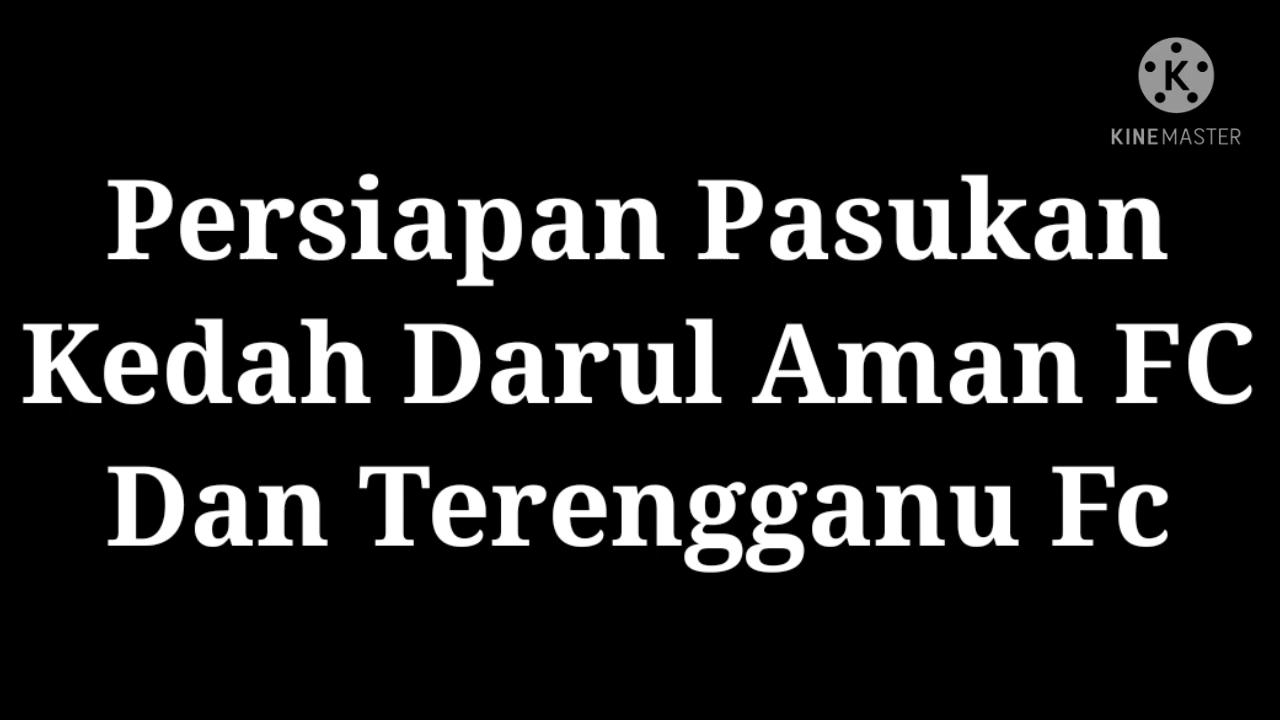 K
KINEMASTER
Persiapan Pasukan
Kedah Darul Aman FC
Dan Terengganu Fc